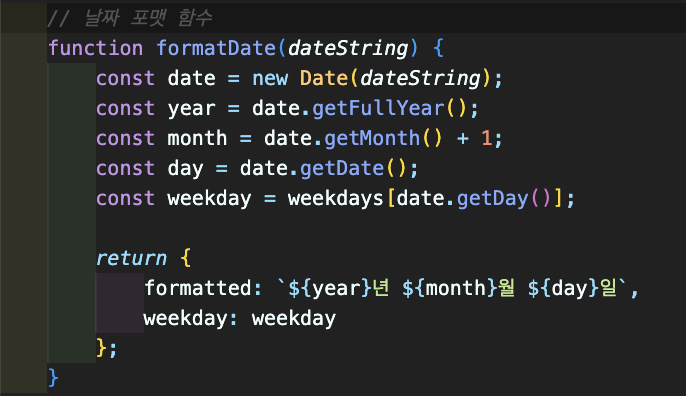 // 날짜 포맷 함수
function formatDate(dateString) {
    const date = new Date(dateString);
    const year = date.getFullYear();
    const month = date.getMonth() + 1;
    const day = date.getDate();
    const weekday = weekdays[date.getDay()];

    return {
        formatted: `${year}년 ${month}월 ${day}일`,
        weekday: weekday
    };
}